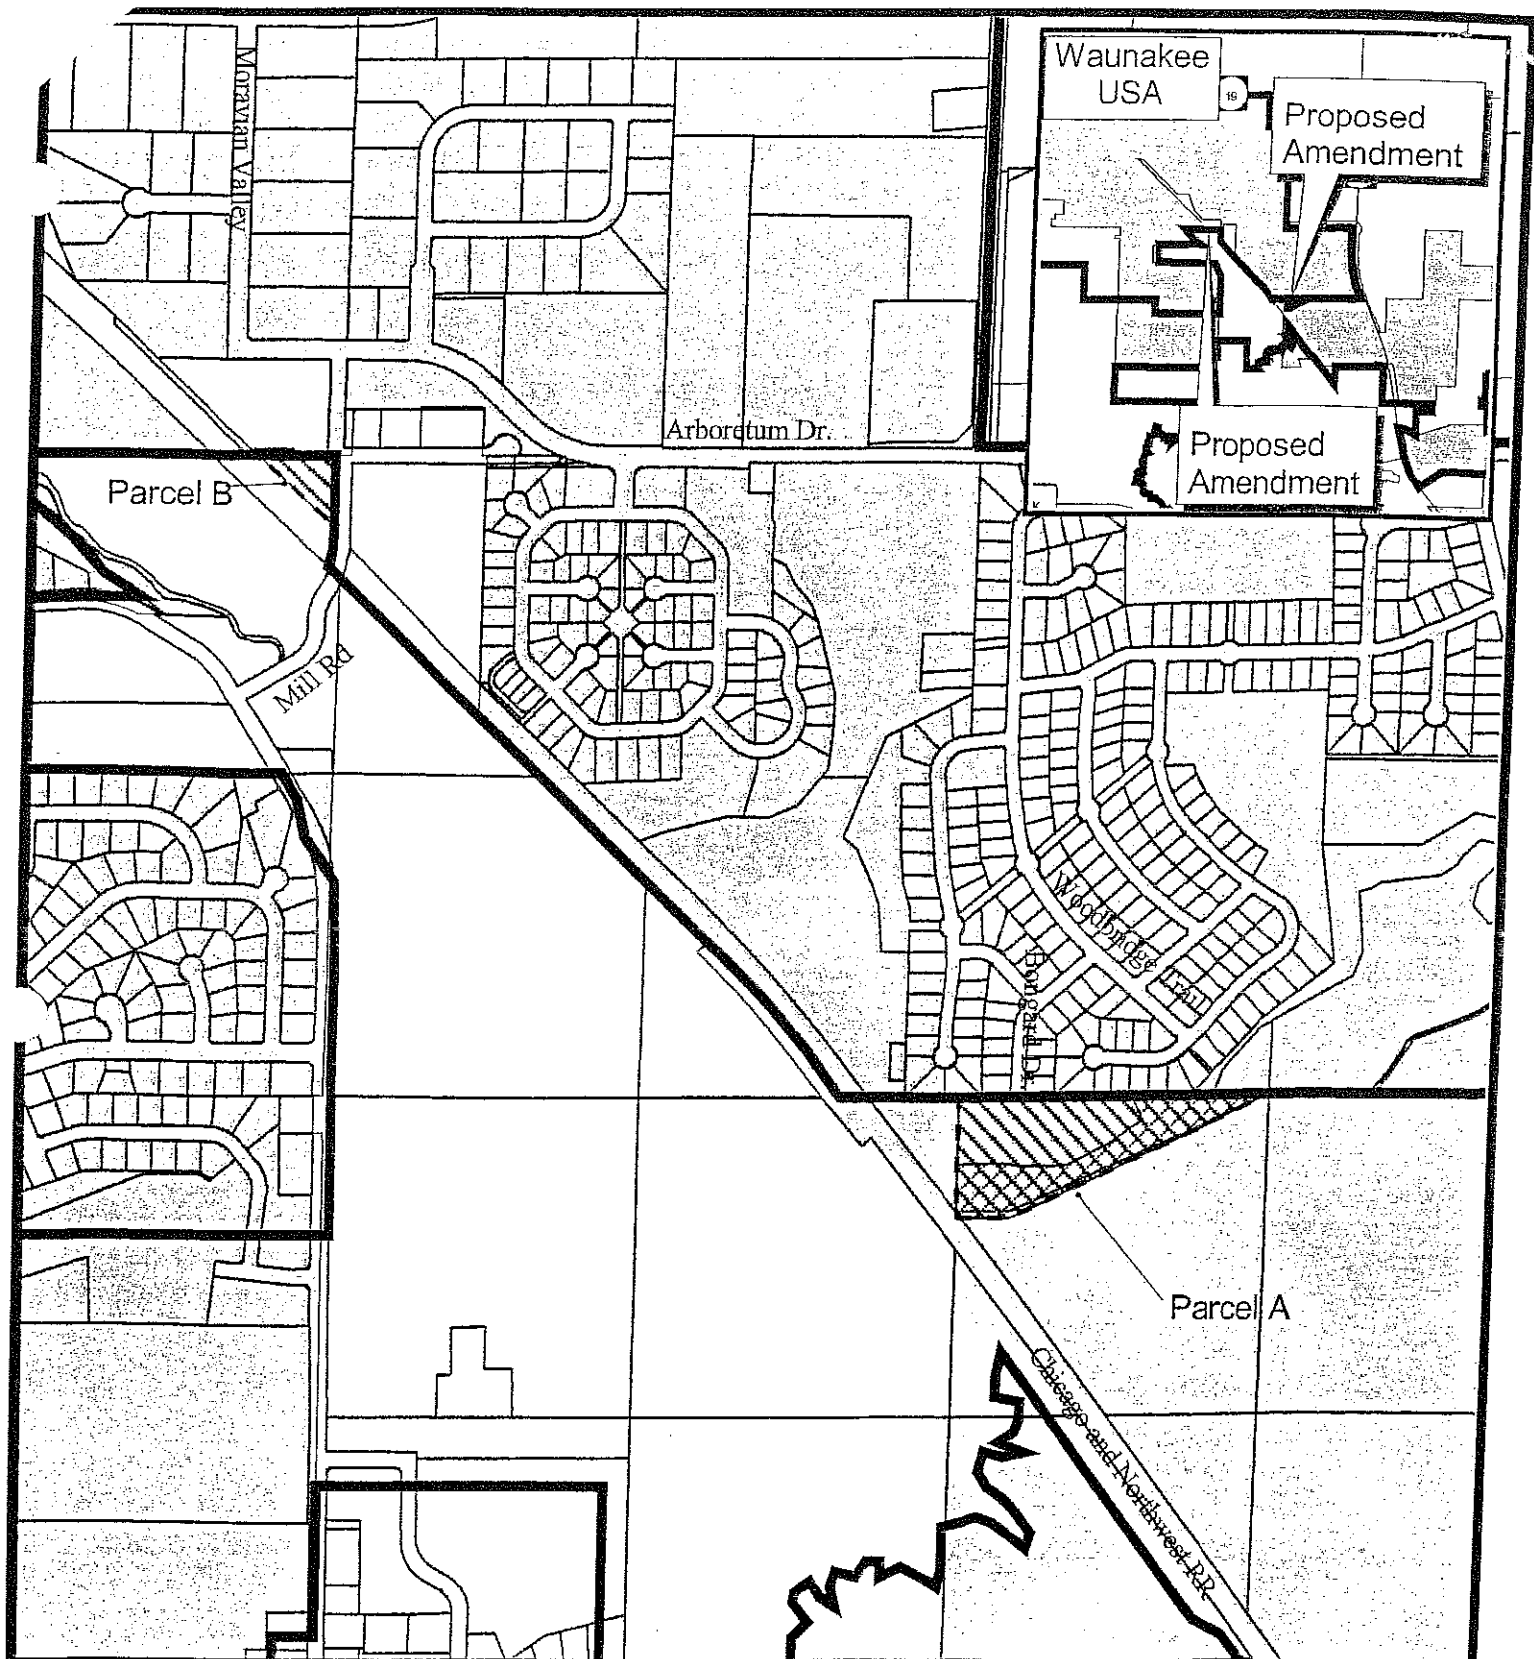 Waunakee
USA
19
Proposed
Amendment
Moravian Valley
Arboretum Dr.
Proposed
Amendment
Parcel B
Mill Rd
Woodbridge Trail
Bongard Dr.
Parcel A
Chicago and Northwest RR